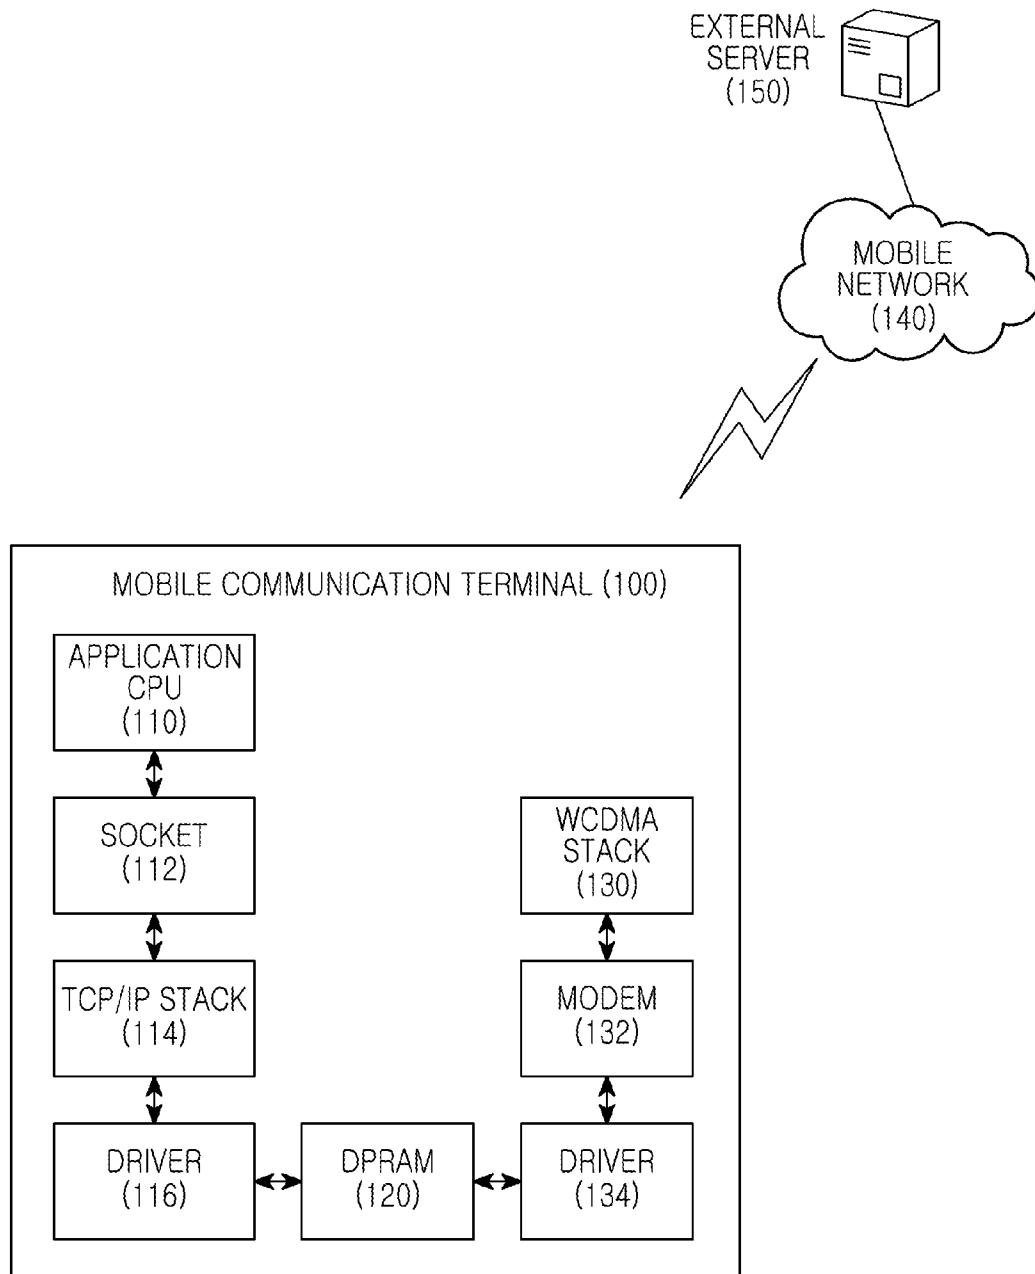 EXTERNAL
SERVER
(150)
MOBILE
NETWORK
(140)
MOBILE COMMUNICATION TERMINAL (100)
APPLICATION
CPU
(110)
SOCKET
(112)
WCDMA
STACK
(130)
TCP/IP STACK
(114)
MODEM
(132)
DRIVER
(116)
DPRAM
(120)
DRIVER
(134)